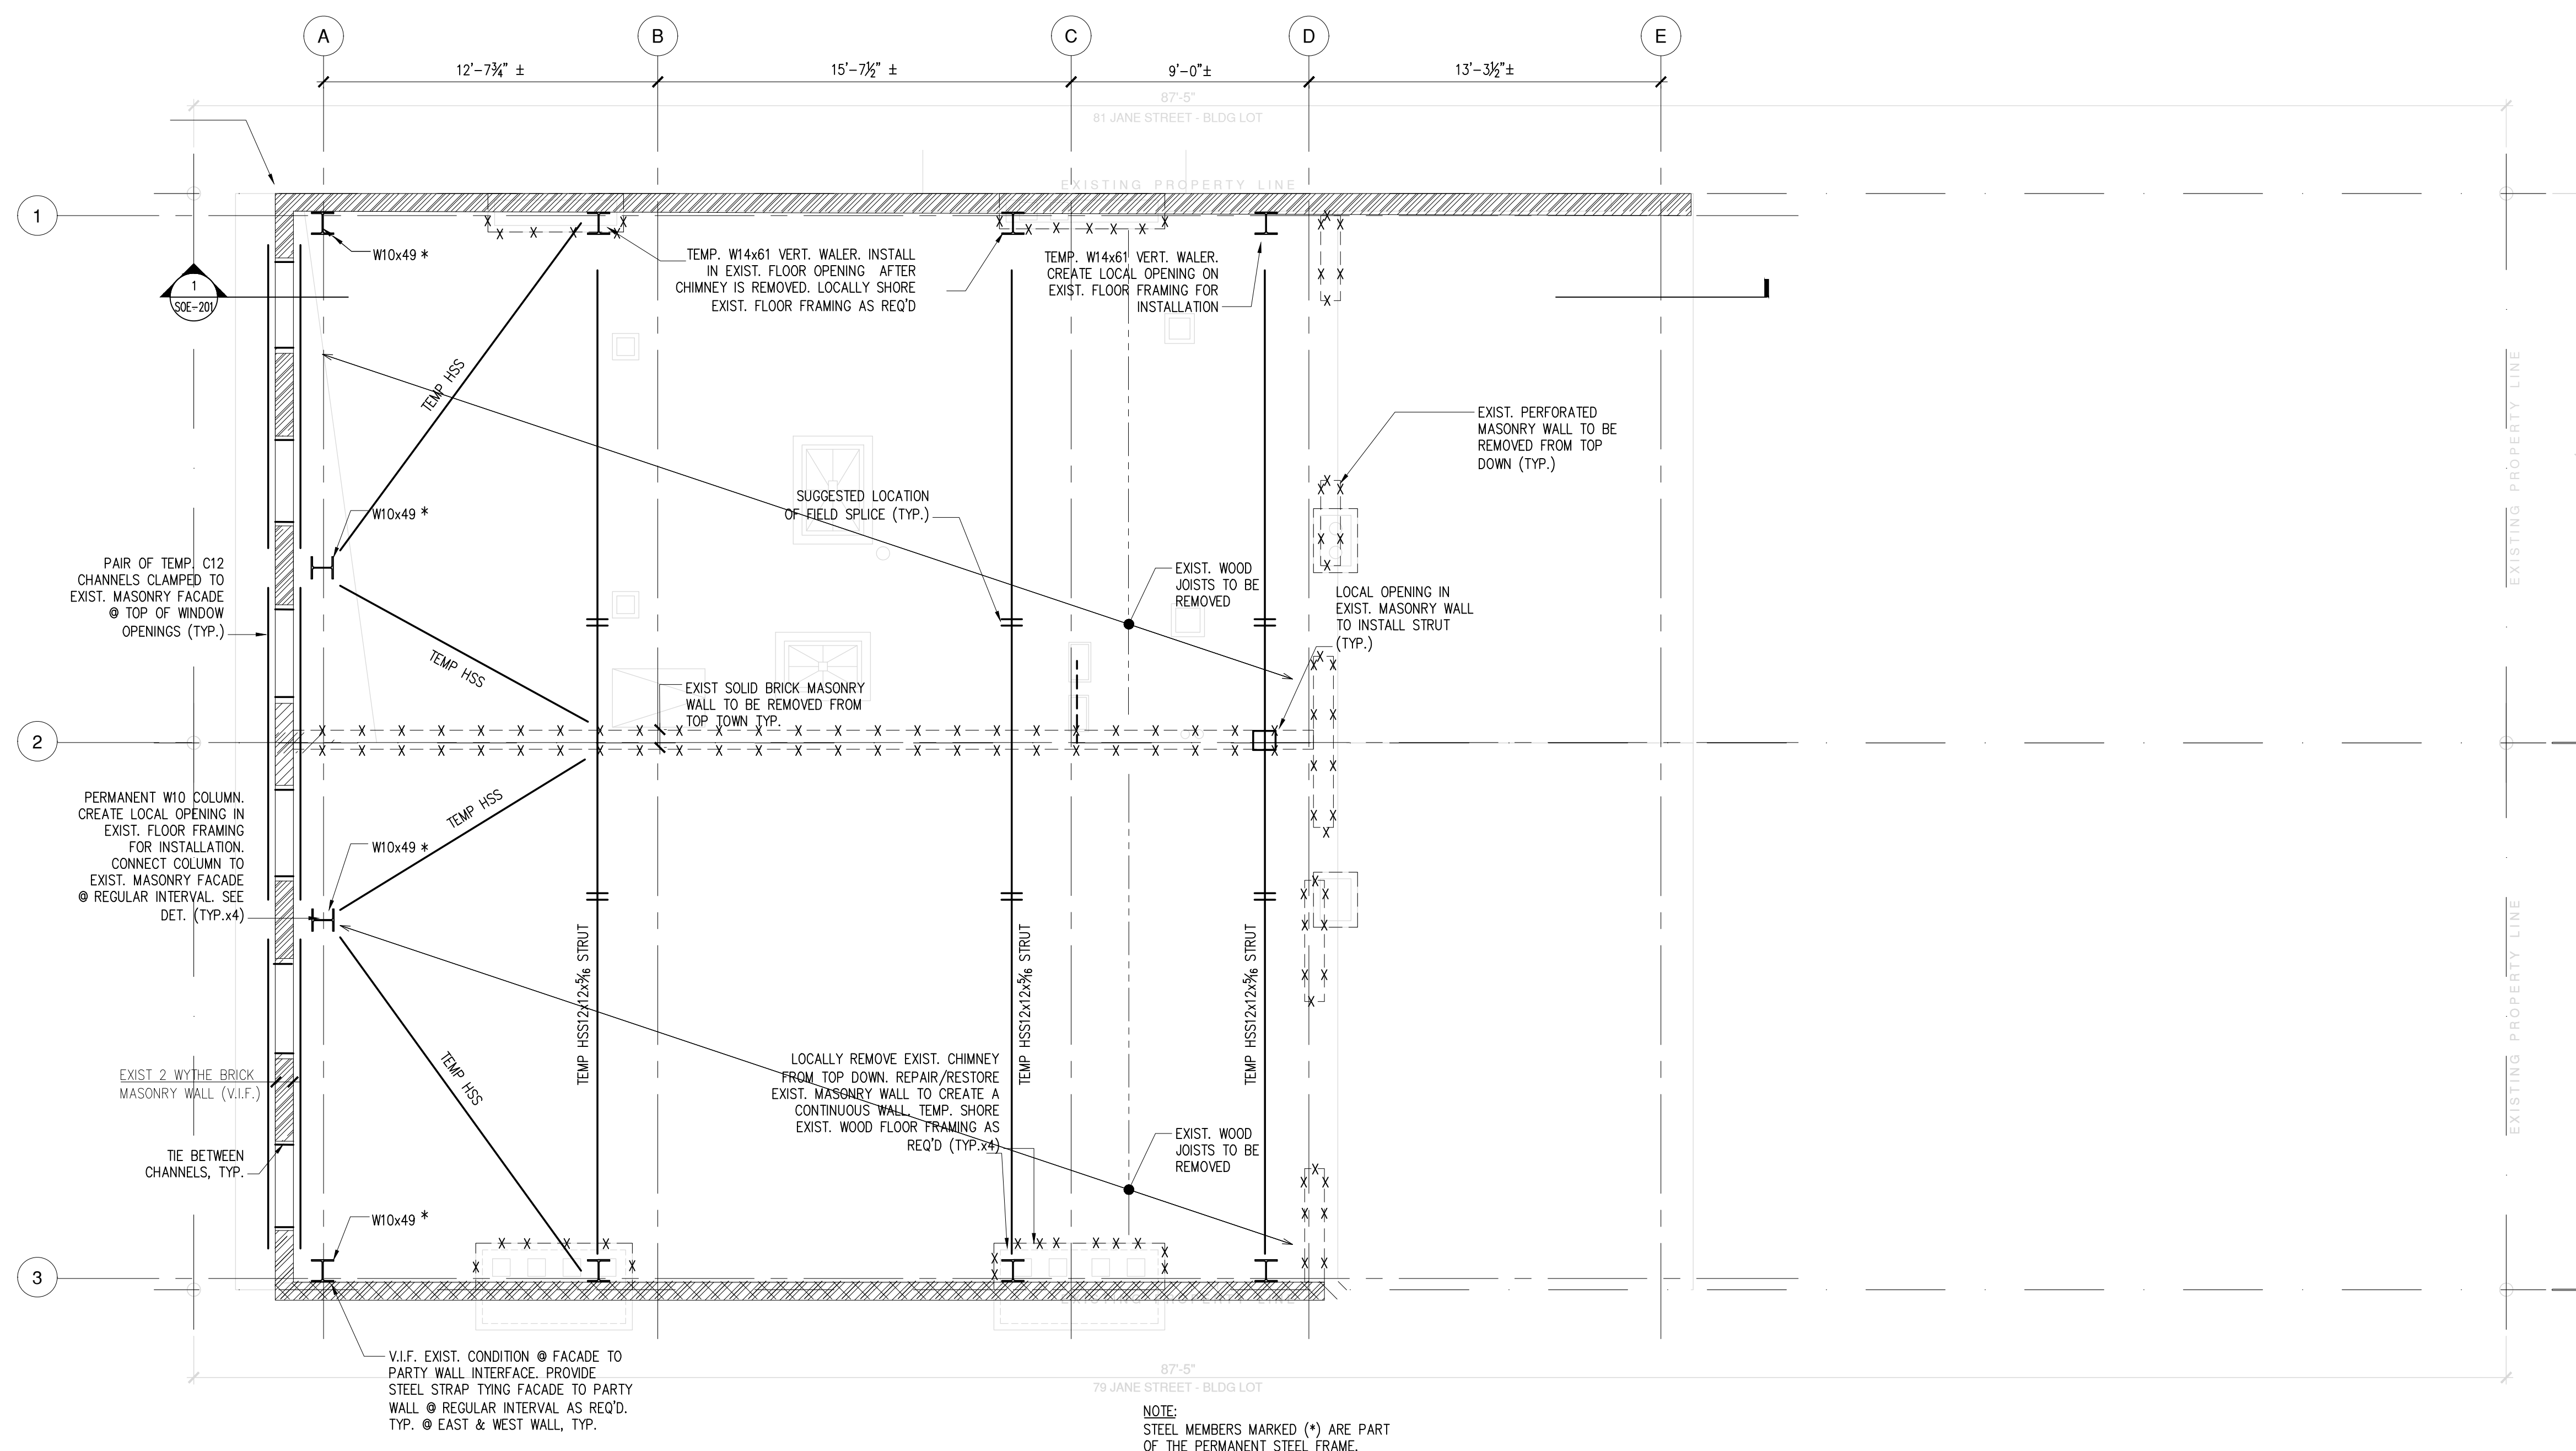 A
B
C
D
E
12'-7¾" ±
15'-7½" ±
9'-0"±
13'-3½"±
87'-5"
81 JANE STREET - BLDG LOT
EXISTING PROPERTY LINE
1
W10x49 *
TEMP. W14x61 VERT. WALER. INSTALL
IN EXIST. FLOOR OPENING AFTER
CHIMNEY IS REMOVED. LOCALLY SHORE
EXIST. FLOOR FRAMING AS REQ'D
TEMP. W14x61 VERT. WALER.
CREATE LOCAL OPENING ON
EXIST. FLOOR FRAMING FOR
INSTALLATION
1
SOE-201
TEMP HSS
EXIST. PERFORATED
MASONRY WALL TO BE
REMOVED FROM TOP
DOWN (TYP.)
EXISTING PROPERTY LINE
SUGGESTED LOCATION
OF FIELD SPLICE (TYP.)
W10x49 *
PAIR OF TEMP. C12
CHANNELS CLAMPED TO
EXIST. MASONRY FACADE
@ TOP OF WINDOW
OPENINGS (TYP.)
EXIST. WOOD
JOISTS TO BE
REMOVED
LOCAL OPENING IN
EXIST. MASONRY WALL
TO INSTALL STRUT
(TYP.)
TEMP HSS
EXIST SOLID BRICK MASONRY
WALL TO BE REMOVED FROM
TOP TOWN TYP.
2
PERMANENT W10 COLUMN.
CREATE LOCAL OPENING IN
EXIST. FLOOR FRAMING
FOR INSTALLATION.
CONNECT COLUMN TO
EXIST. MASONRY FACADE
@ REGULAR INTERVAL. SEE
DET. (TYP.x4)
TEMP HSS
W10x49 *
TEMP HSS12x12x5⁄16 STRUT
TEMP HSS12x12x5⁄16 STRUT
TEMP HSS12x12x5⁄16 STRUT
EXISTING PROPERTY LINE
EXIST 2 WYTHE BRICK
MASONRY WALL (V.I.F.)
TEMP HSS
LOCALLY REMOVE EXIST. CHIMNEY
FROM TOP DOWN. REPAIR/RESTORE
EXIST. MASONRY WALL TO CREATE A
CONTINUOUS WALL. TEMP. SHORE
EXIST. WOOD FLOOR FRAMING AS
REQ'D (TYP.x4)
EXIST. WOOD
JOISTS TO BE
REMOVED
TIE BETWEEN
CHANNELS, TYP.
W10x49 *
3
EXISTING PROPERTY LINE
V.I.F. EXIST. CONDITION @ FACADE TO
PARTY WALL INTERFACE. PROVIDE
STEEL STRAP TYING FACADE TO PARTY
WALL @ REGULAR INTERVAL AS REQ'D.
TYP. @ EAST & WEST WALL, TYP.
87'-5"
79 JANE STREET - BLDG LOT
NOTE:
STEEL MEMBERS MARKED (*) ARE PART
OF THE PERMANENT STEEL FRAME.